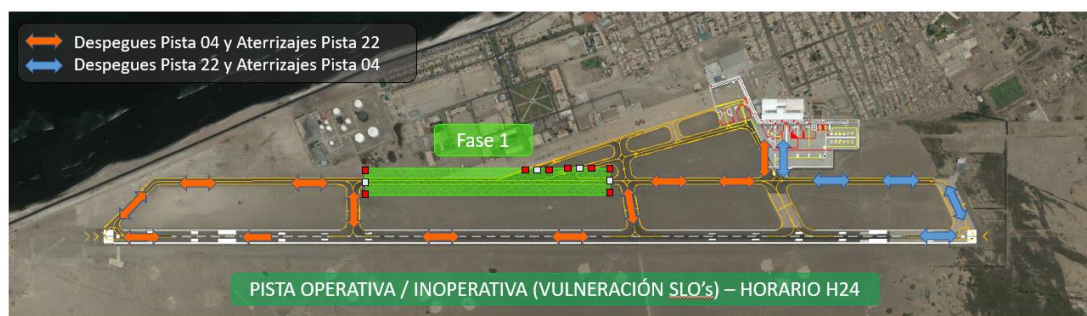 Despegues Pista 04 y Aterrizajes Pista 22
Despegues Pista 22 y Aterrizajes Pista 04
Fase 1
PISTA OPERATIVA / INOPERATIVA (VULNERACIÓN SLO's) – HORARIO H24